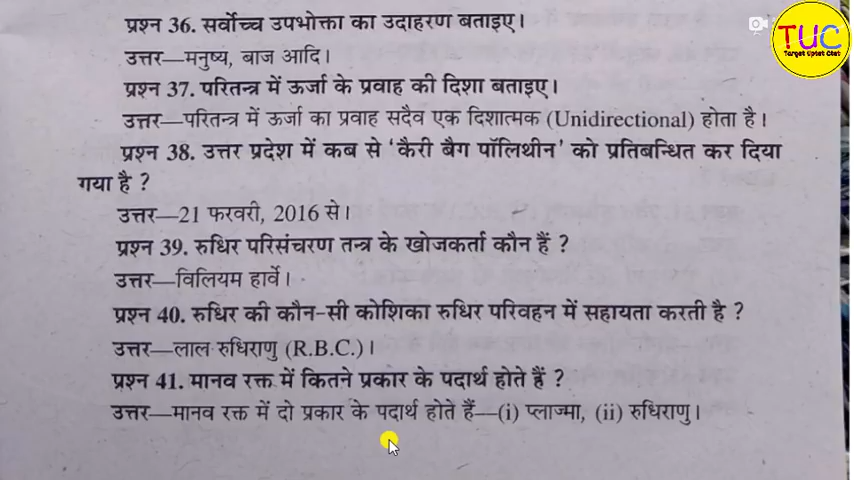 प्रश्न 36. सर्वोच्च उपभोक्ता का उदाहरण बताइए।
उत्तर—मनुष्य, बाज आदि।
प्रश्न 37. परितन्त्र में ऊर्जा के प्रवाह की दिशा बताइए।
उत्तर—परितन्त्र में ऊर्जा का प्रवाह सदैव एक दिशात्मक (Unidirectional) होता है।
प्रश्न 38. उत्तर प्रदेश में कब से ‘कैरी बैग पॉलिथीन’ को प्रतिबन्धित कर दिया
गया है ?
उत्तर—21 फरवरी, 2016 से।
प्रश्न 39. रुधिर परिसंचरण तन्त्र के खोजकर्ता कौन हैं ?
उत्तर—विलियम हार्वे।
प्रश्न 40. रुधिर की कौन-सी कोशिका रुधिर परिवहन में सहायता करती है ?
उत्तर—लाल रुधिराणु (R.B.C.)।
प्रश्न 41. मानव रक्त में कितने प्रकार के पदार्थ होते हैं ?
उत्तर—मानव रक्त में दो प्रकार के पदार्थ होते हैं—(i) प्लाज्मा, (ii) रुधिराणु।
TUC
Target Uptet Ctet